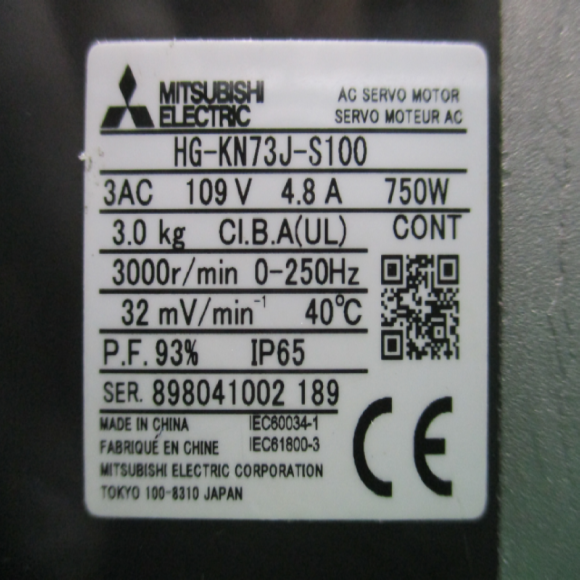 MITSUBISHI
ELECTRIC
AC SERVO MOTOR
SERVO MOTEUR AC
HG-KN73J-S100
3AC 109 V 4.8 A 750W
3.0 kg CI.B.A(UL) CONT
3000r/min 0-250Hz
32 mV/min⁻¹ 40℃
P.F. 93% IP65
SER. 898041002 189
MADE IN CHINA IEC60034-1
FABRIQUÉ EN CHINE IEC61800-3
MITSUBISHI ELECTRIC CORPORATION
TOKYO 100-8310 JAPAN
CE